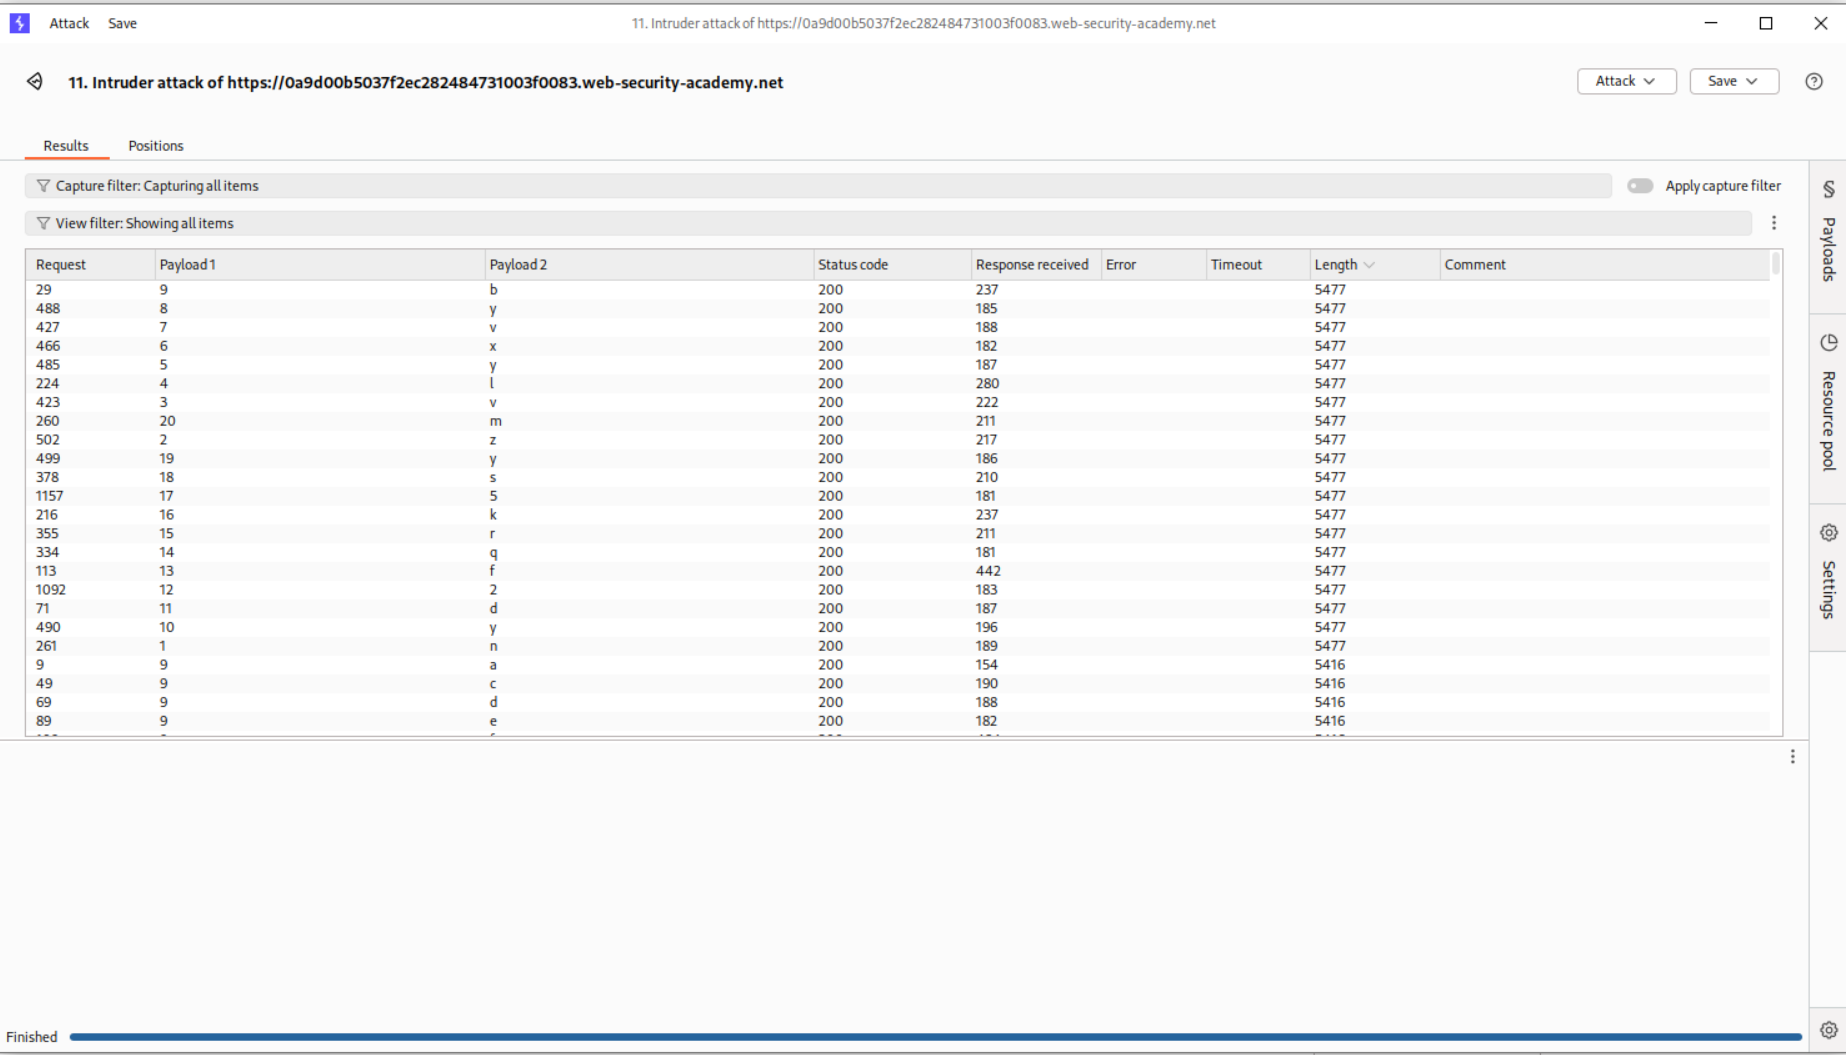 Attack Save 11. Intruder attack of https://0a9d00b5037f2ec282484731003f0083.web-security-academy.net
11. Intruder attack of https://0a9d00b5037f2ec282484731003f0083.web-security-academy.net Attack Save
Results Positions
Capture filter: Capturing all items Apply capture filter
View filter: Showing all items
Request Payload 1 Payload 2 Status code Response received Error Timeout Length Comment
29 9 b 200 237 5477
488 8 y 200 185 5477
427 7 v 200 188 5477
466 6 x 200 182 5477
485 5 y 200 187 5477
224 4 l 200 280 5477
423 3 v 200 222 5477
260 20 m 200 211 5477
502 2 z 200 217 5477
499 19 y 200 186 5477
378 18 s 200 210 5477
1157 17 5 200 181 5477
216 16 k 200 237 5477
355 15 r 200 211 5477
334 14 q 200 181 5477
113 13 f 200 442 5477
1092 12 2 200 183 5477
71 11 d 200 187 5477
490 10 y 200 196 5477
261 1 n 200 189 5477
9 9 a 200 154 5416
49 9 c 200 190 5416
69 9 d 200 188 5416
89 9 e 200 182 5416
Payloads
Resource pool
Settings
Finished